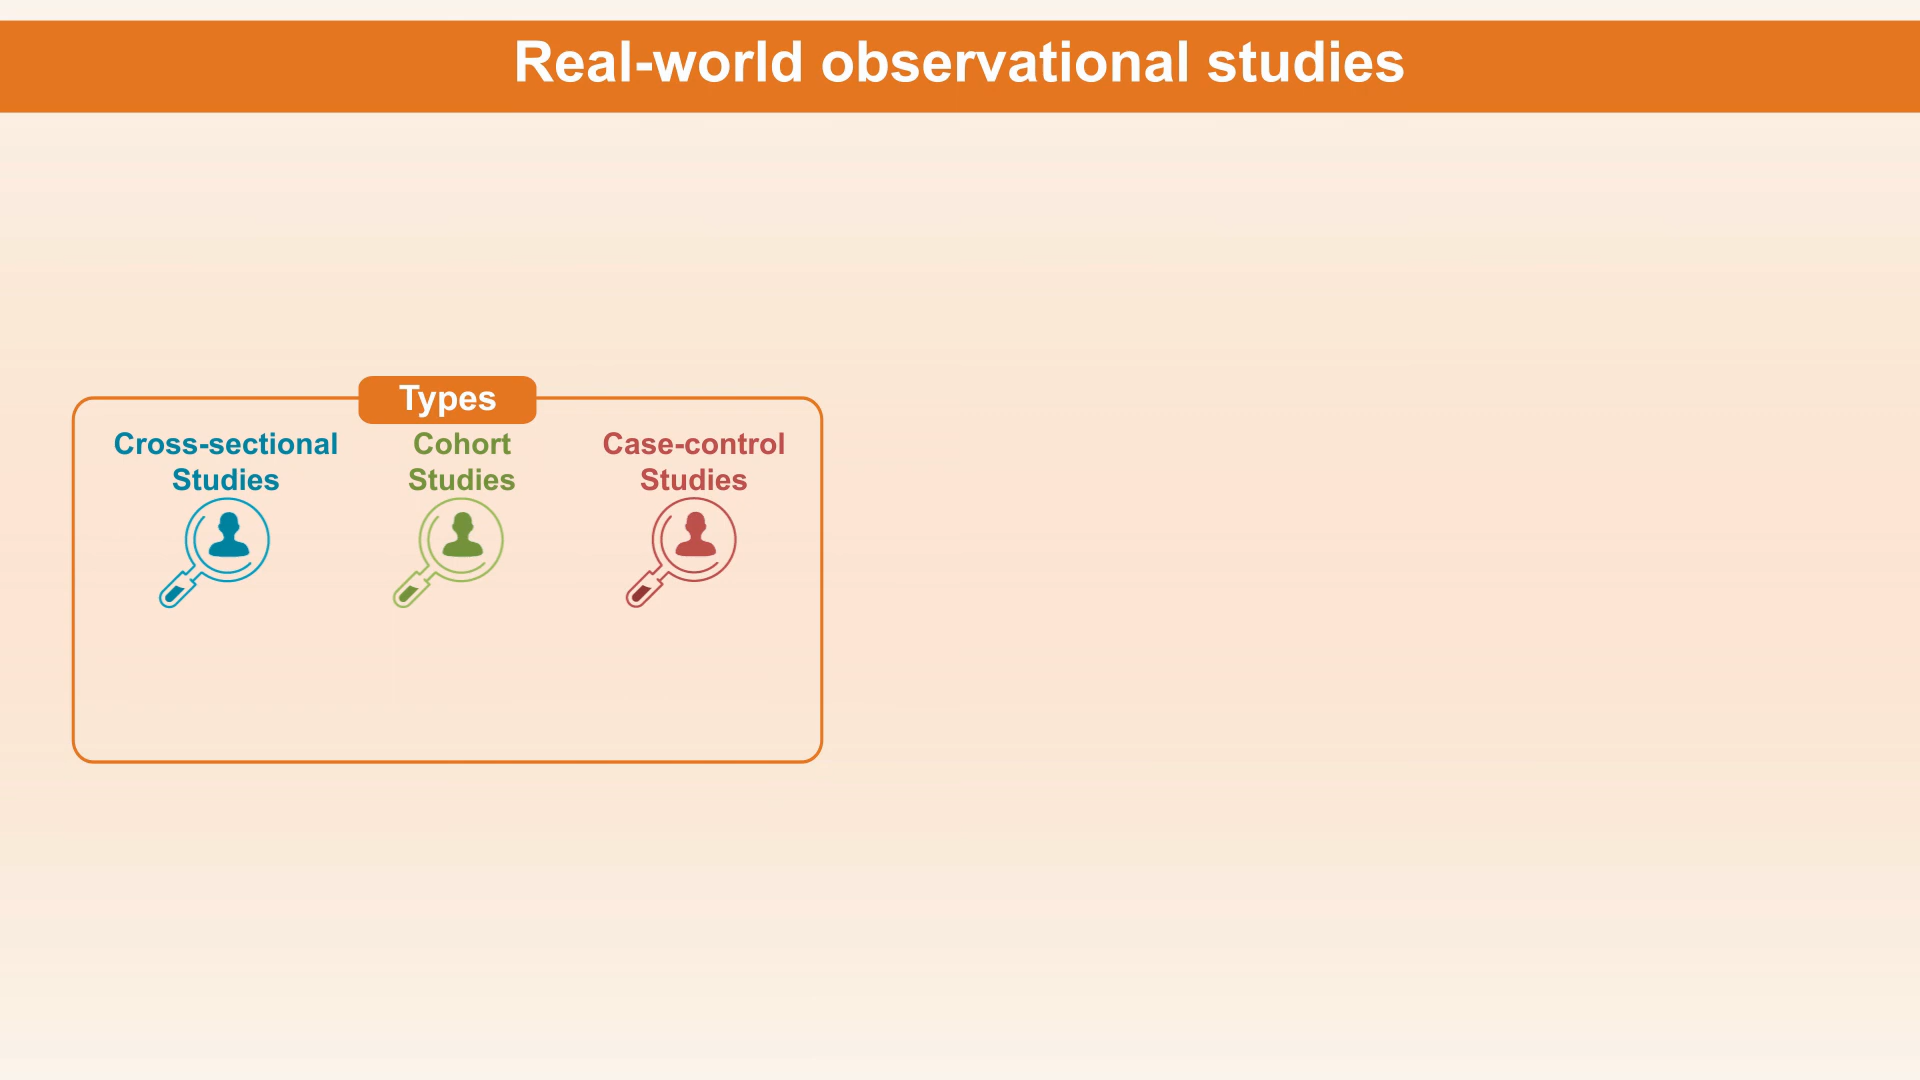 Real-world observational studies
Types
Cross-sectional
Studies
Cohort
Studies
Case-control
Studies